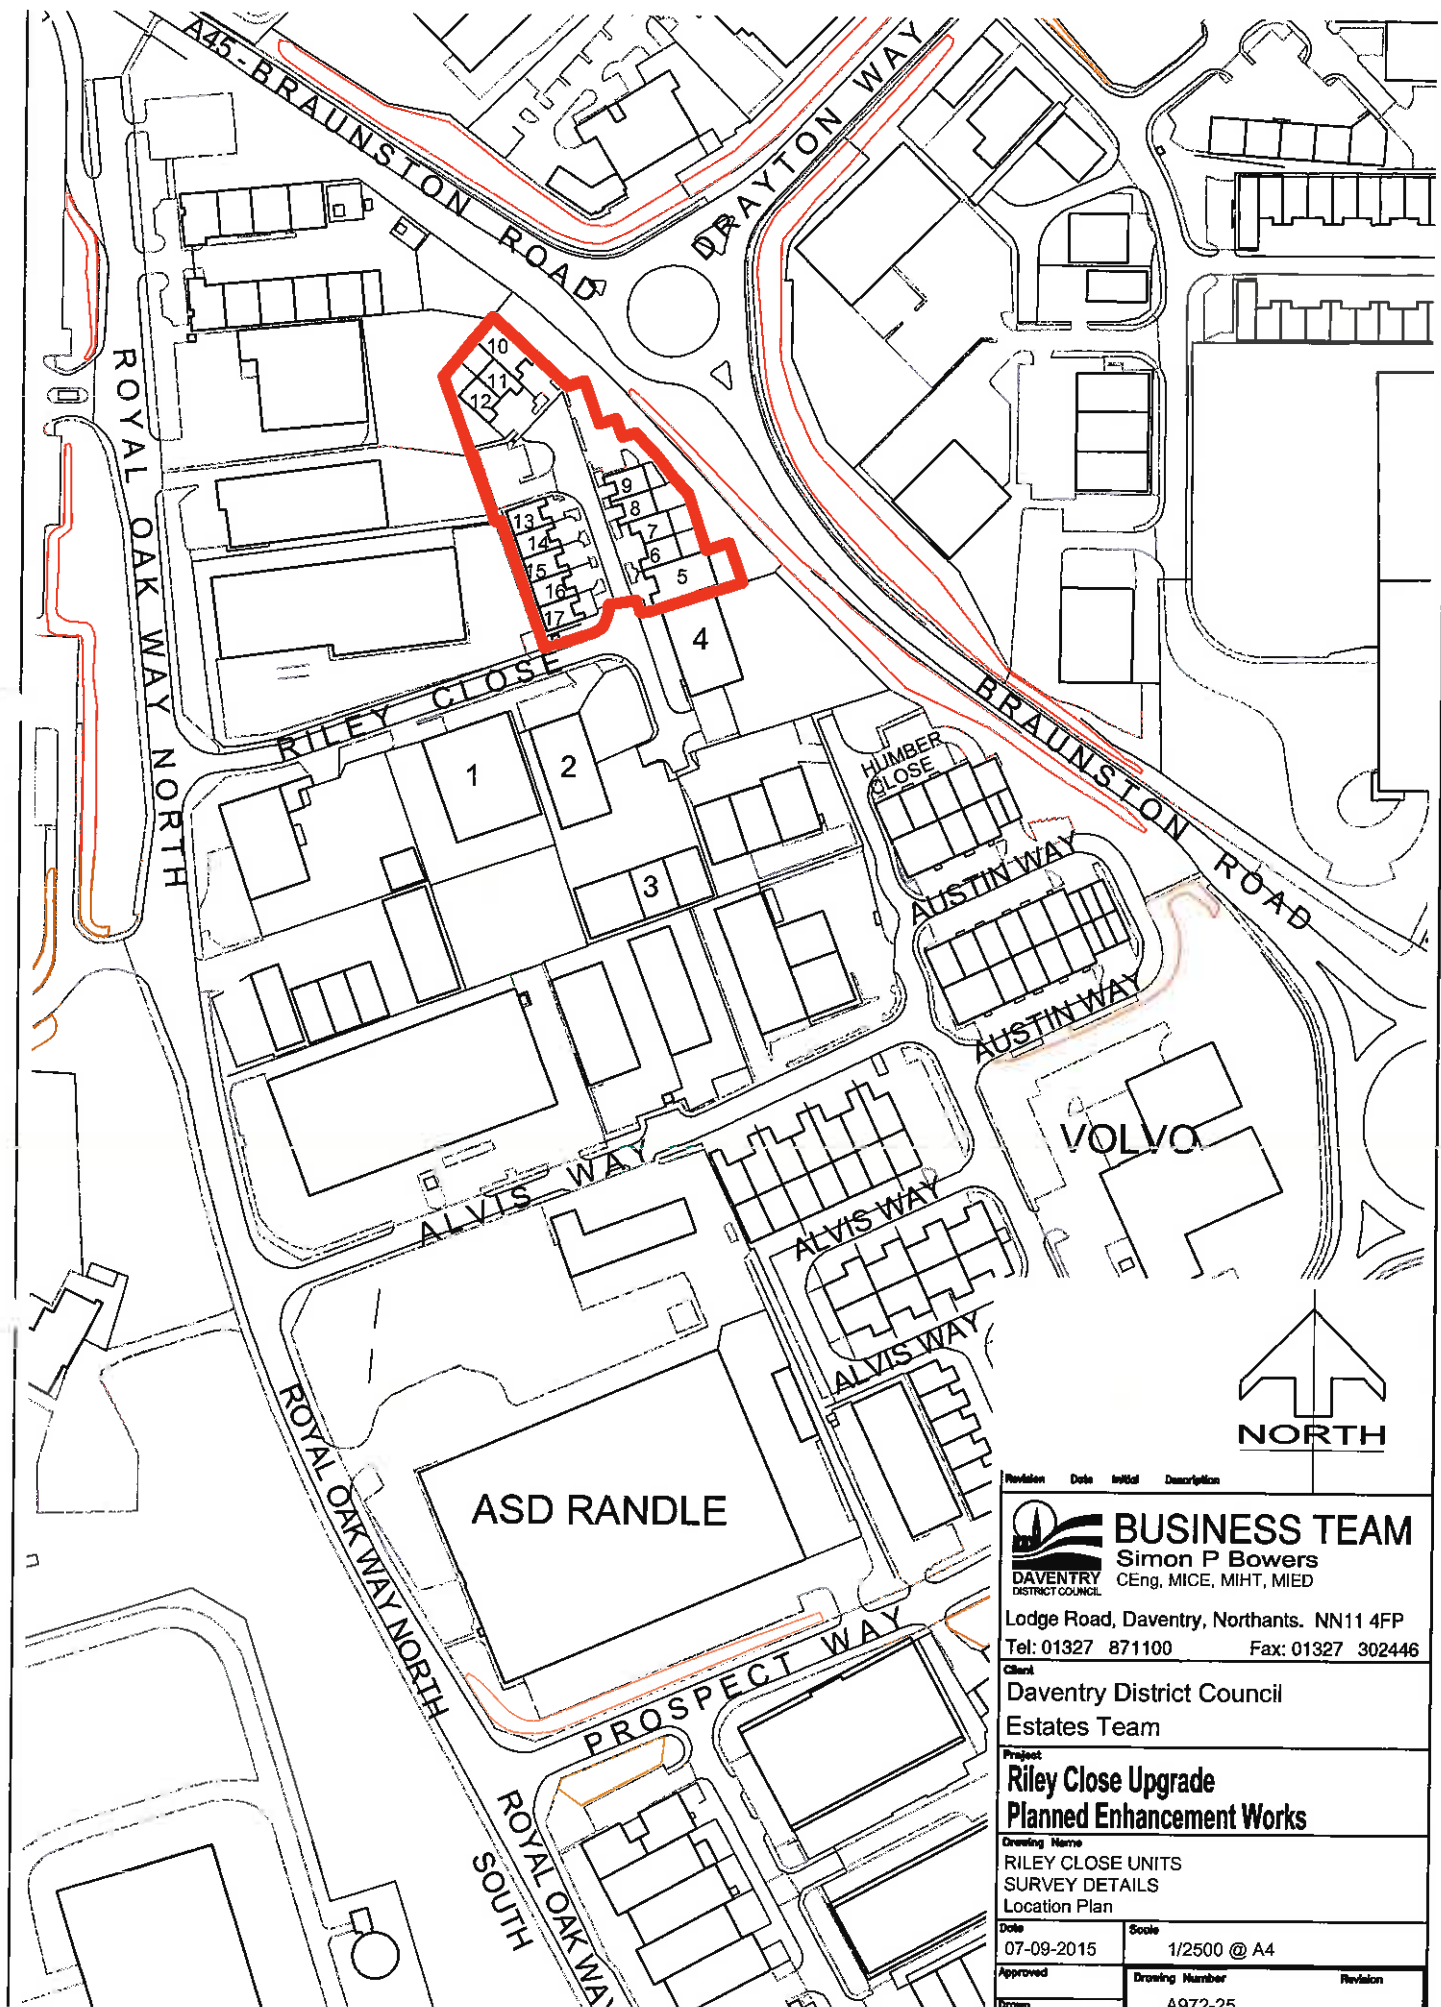 A45-BRAUNSTON ROAD
DRAYTON WAY
ROYAL OAK WAY NORTH
10
11
12
9
8
7
6
5
13
14
15
16
17
4
RILEY CLOSE
1
2
3
BRAUNSTON ROAD
HUMBER
CLOSE
AUSTIN WAY
AUSTIN WAY
VOLVO
ALVIS WAY
ALVIS WAY
ALVIS WAY
ROYAL OAK WAY NORTH
ASD RANDLE
PROSPECT WAY
ROYAL OAK WAY
SOUTH
NORTH
Revision Date Initial Description
DAVENTRY
DISTRICT COUNCIL
BUSINESS TEAM
Simon P Bowers
CEng, MICE, MIHT, MIED
Lodge Road, Daventry, Northants. NN11 4FP
Tel: 01327 871100 Fax: 01327 302446
Client
Daventry District Council
Estates Team
Project
Riley Close Upgrade
Planned Enhancement Works
Drawing Name
RILEY CLOSE UNITS
SURVEY DETAILS
Location Plan
Date
07-09-2015
Scale
1/2500 @ A4
Approved
Drawing Number Revision
Drawn
A972-25